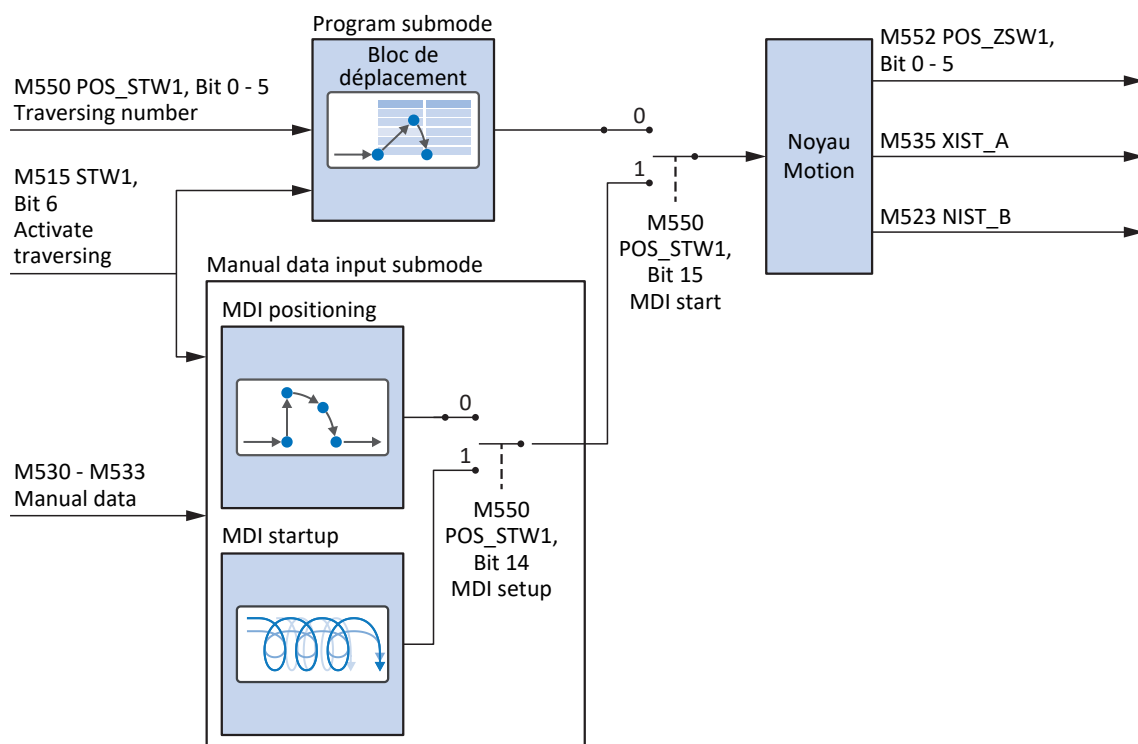 Program submode
Bloc de
déplacement
M550 POS_STW1, Bit 0 - 5
Traversing number
M515 STW1,
Bit 6
Activate
traversing
0
1
M550
POS_STW1,
Bit 15
MDI start
Noyau
Motion
M552 POS_ZSW1,
Bit 0 - 5
M535 XIST_A
M523 NIST_B
Manual data input submode
MDI positioning
0
1
M550
POS_STW1,
Bit 14
MDI setup
M530 - M533
Manual data
MDI startup